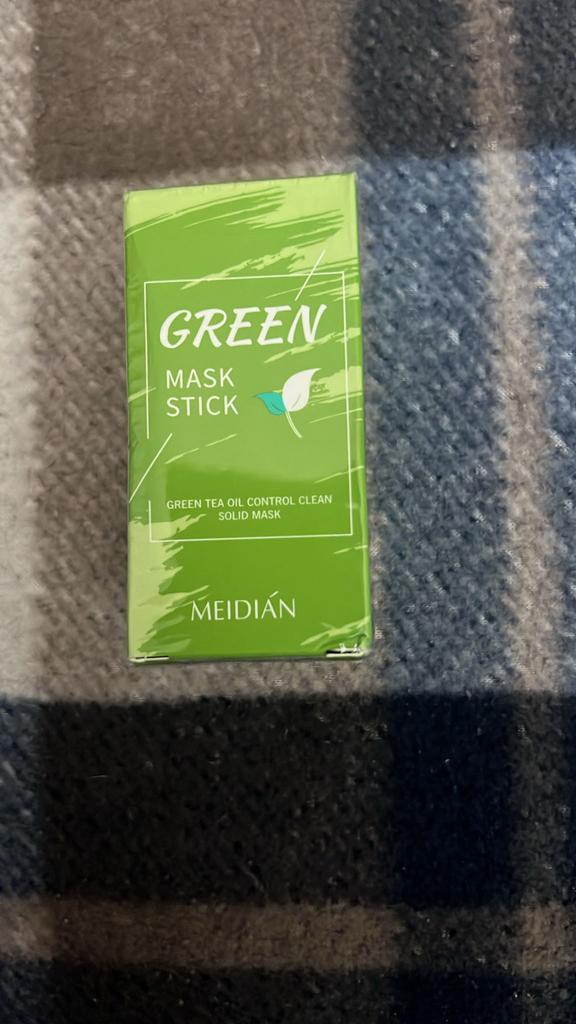 GREEN
MASK
STICK
GREEN TEA OIL CONTROL CLEAN
SOLID MASK
MEIDIÁN